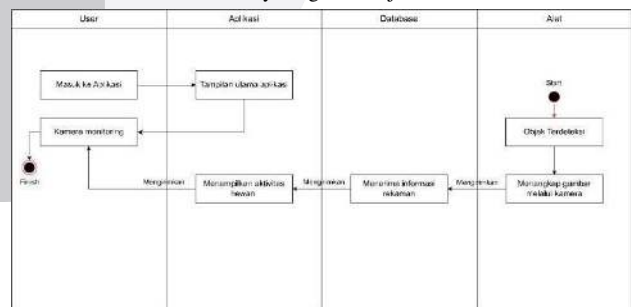 User
Aplikasi
Database
Alat
Masuk ke Aplikasi
Tampilan utama aplikasi
Start
Kamera monitoring
Objek Terdeteksi
Finish
Mengirimkan
Menampilkan aktivitas
hewan
Mengirimkan
Menerima informasi
rekaman
Mengirimkan
Menangkap gambar
melalui kamera